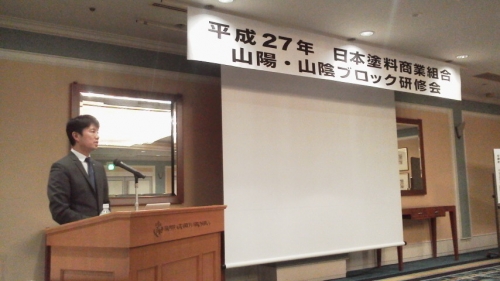 平成27年　日本塗料商業組合
山陽・山陰ブロック研修会